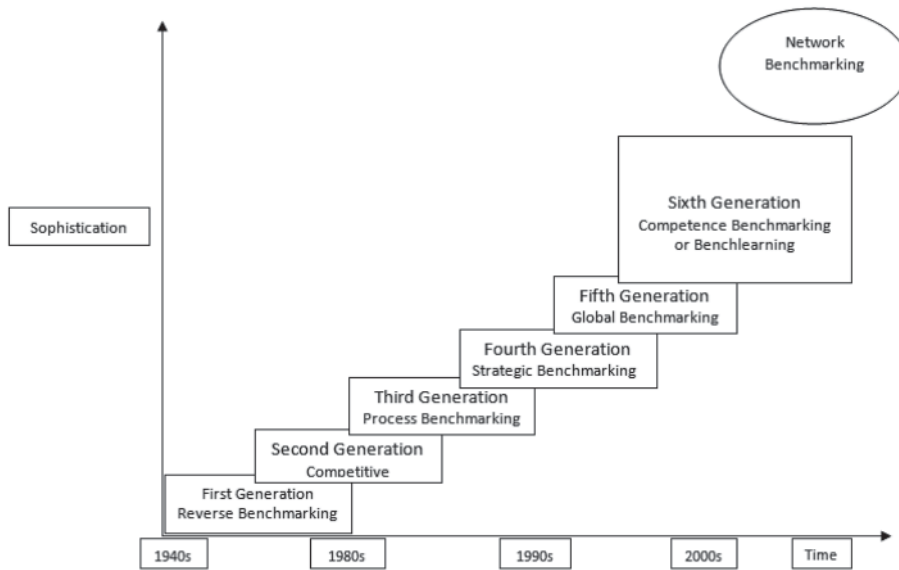 Network
Benchmarking
Sixth Generation
Competence Benchmarking
or Benchlearning
Sophistication
Fifth Generation
Global Benchmarking
Fourth Generation
Strategic Benchmarking
Third Generation
Process Benchmarking
Second Generation
Competitive
First Generation
Reverse Benchmarking
1940s
1980s
1990s
2000s
Time